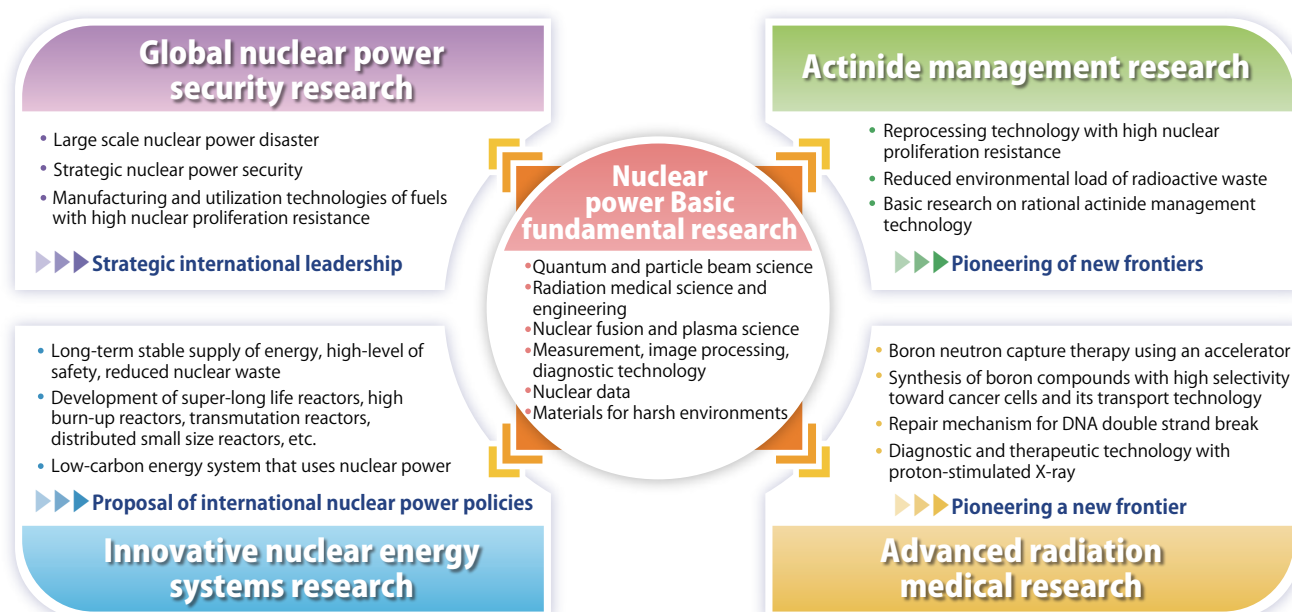 Global nuclear power
security research
• Large scale nuclear power disaster
• Strategic nuclear power security
• Manufacturing and utilization technologies of fuels
with high nuclear proliferation resistance
Strategic international leadership
Actinide management research
• Reprocessing technology with high nuclear
proliferation resistance
• Reduced environmental load of radioactive waste
• Basic research on rational actinide management
technology
Pioneering of new frontiers
Nuclear
power Basic
fundamental research
•Quantum and particle beam science
•Radiation medical science and
engineering
•Nuclear fusion and plasma science
•Measurement, image processing,
diagnostic technology
•Nuclear data
•Materials for harsh environments
• Long-term stable supply of energy, high-level of
safety, reduced nuclear waste
• Development of super-long life reactors, high
burn-up reactors, transmutation reactors,
distributed small size reactors, etc.
• Low-carbon energy system that uses nuclear power
Proposal of international nuclear power policies
Innovative nuclear energy
systems research
• Boron neutron capture therapy using an accelerator
• Synthesis of boron compounds with high selectivity
toward cancer cells and its transport technology
• Repair mechanism for DNA double strand break
• Diagnostic and therapeutic technology with
proton-stimulated X-ray
Pioneering a new frontier
Advanced radiation
medical research